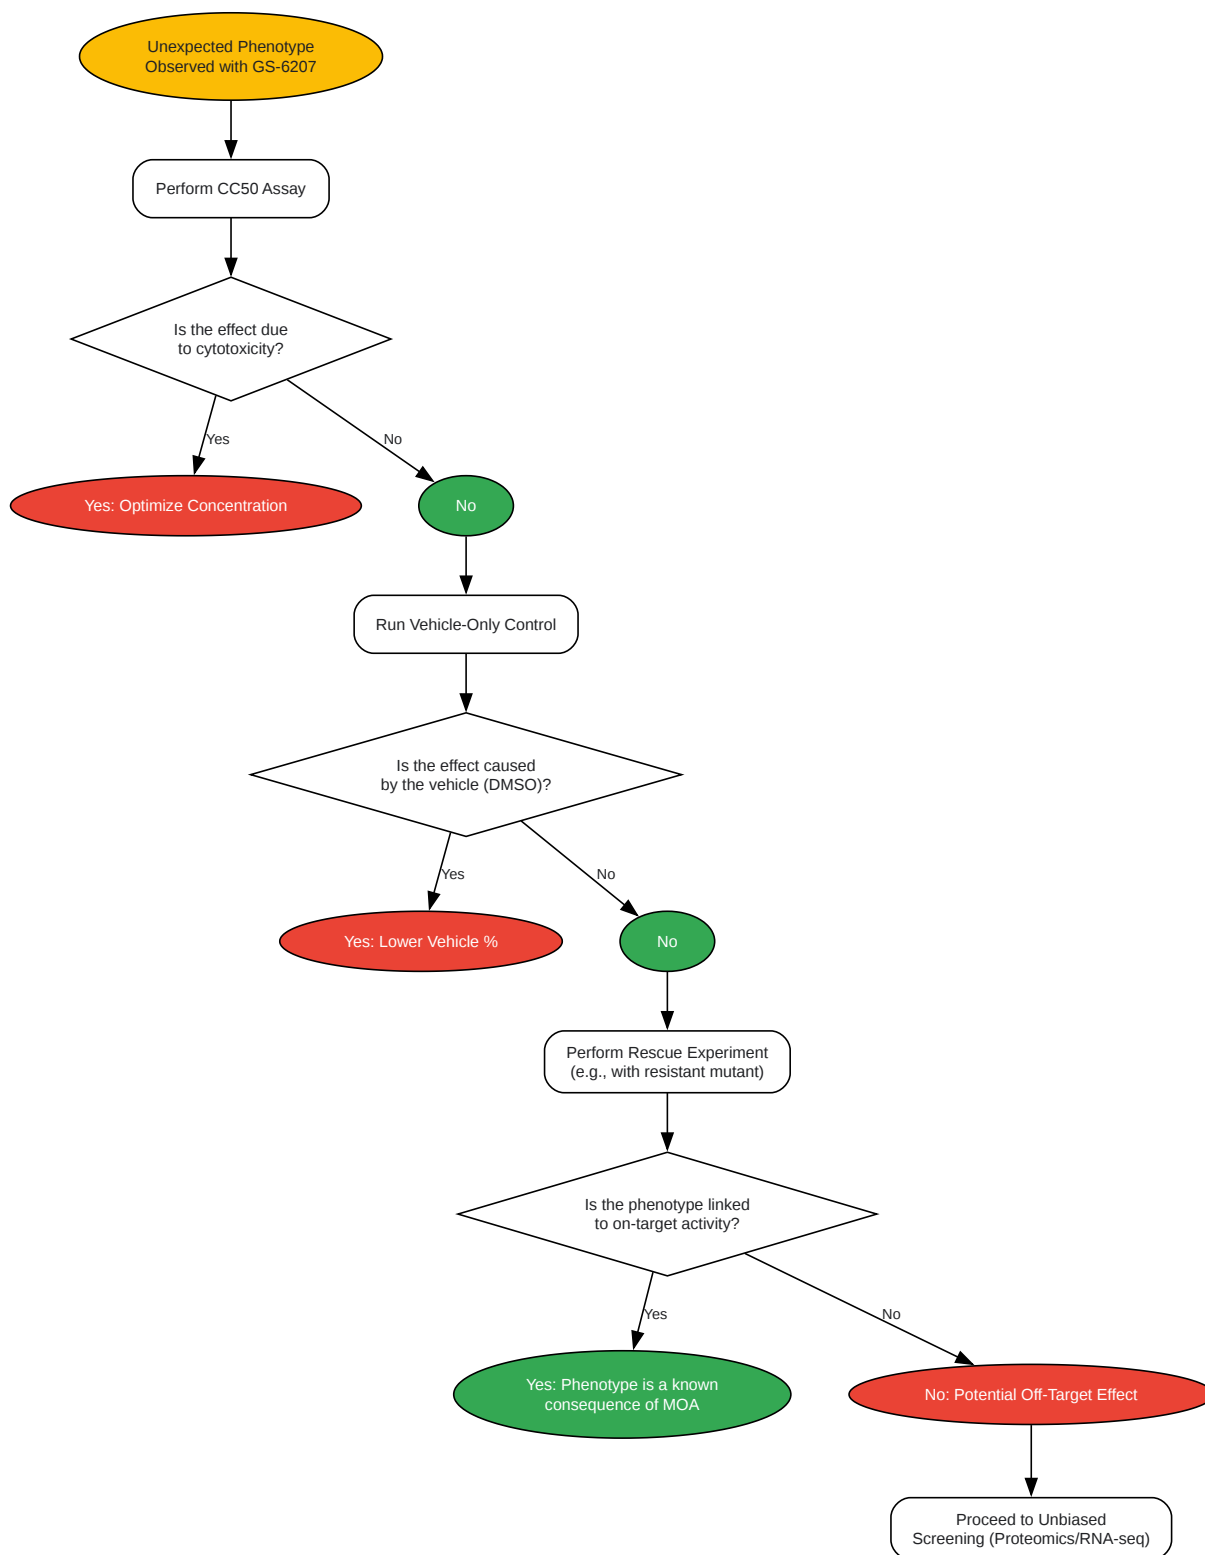 Unexpected Phenotype
Observed with GS-6207
Perform CC50 Assay
Is the effect due
to cytotoxicity?
Yes
No
Yes: Optimize Concentration
No
Run Vehicle-Only Control
Is the effect caused
by the vehicle (DMSO)?
Yes
No
Yes: Lower Vehicle %
No
Perform Rescue Experiment
(e.g., with resistant mutant)
Is the phenotype linked
to on-target activity?
Yes
No
Yes: Phenotype is a known
consequence of MOA
No: Potential Off-Target Effect
Proceed to Unbiased
Screening (Proteomics/RNA-seq)